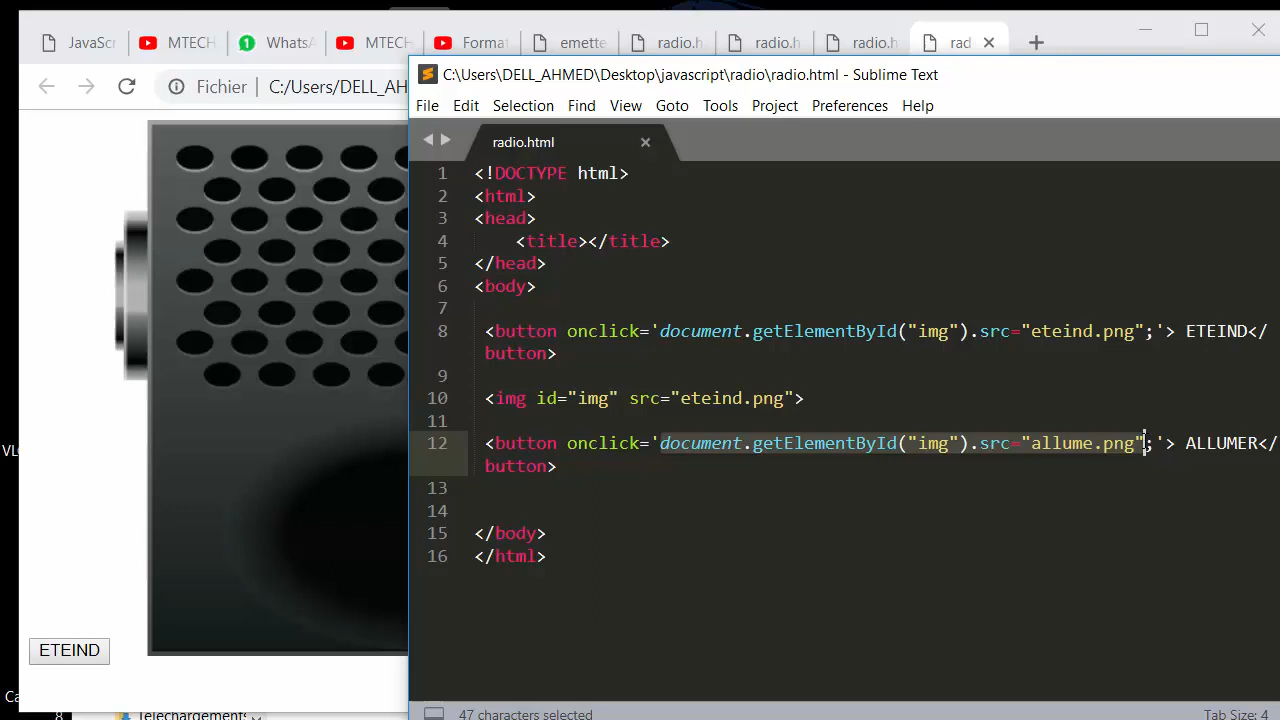 JavaScr
MTECH
WhatsA
MTECH
Format
emette
radio.h
radio.h
radio.h
rad
Fichier
C:/Users/DELL_AH
C:\Users\DELL_AHMED\Desktop\javascript\radio\radio.html - Sublime Text
File Edit Selection Find View Goto Tools Project Preferences Help
radio.html
1 <!DOCTYPE html>
2 <html>
3 <head>
4 <title></title>
5 </head>
6 <body>
7
8 <button onclick='document.getElementById("img").src="eteind.png";'> ETEIND</
button>
9
10 <img id="img" src="eteind.png">
11
12 <button onclick='document.getElementById("img").src="allume.png";'> ALLUMER</
button>
13
14
15 </body>
16 </html>
ETEIND
Téléchargements
47 characters selected
Tab Size: 4